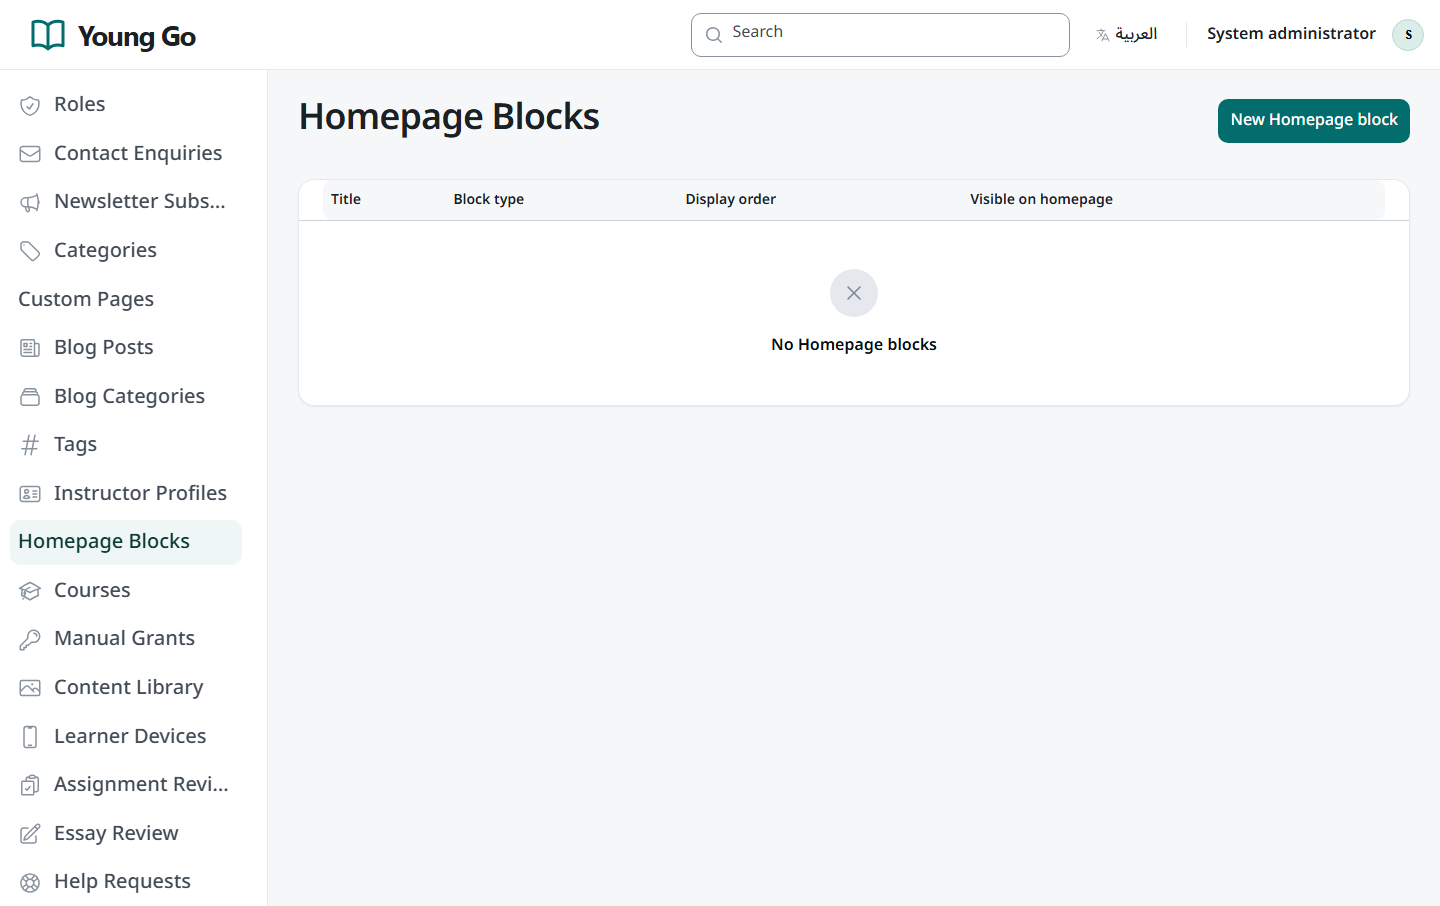 Young Go
Search
العربية
System administrator
S
Roles
Contact Enquiries
Newsletter Subs...
Categories
Custom Pages
Blog Posts
Blog Categories
Tags
Instructor Profiles
Homepage Blocks
Courses
Manual Grants
Content Library
Learner Devices
Assignment Revi...
Essay Review
Help Requests
Homepage Blocks
New Homepage block
Title Block type Display order Visible on homepage
No Homepage blocks